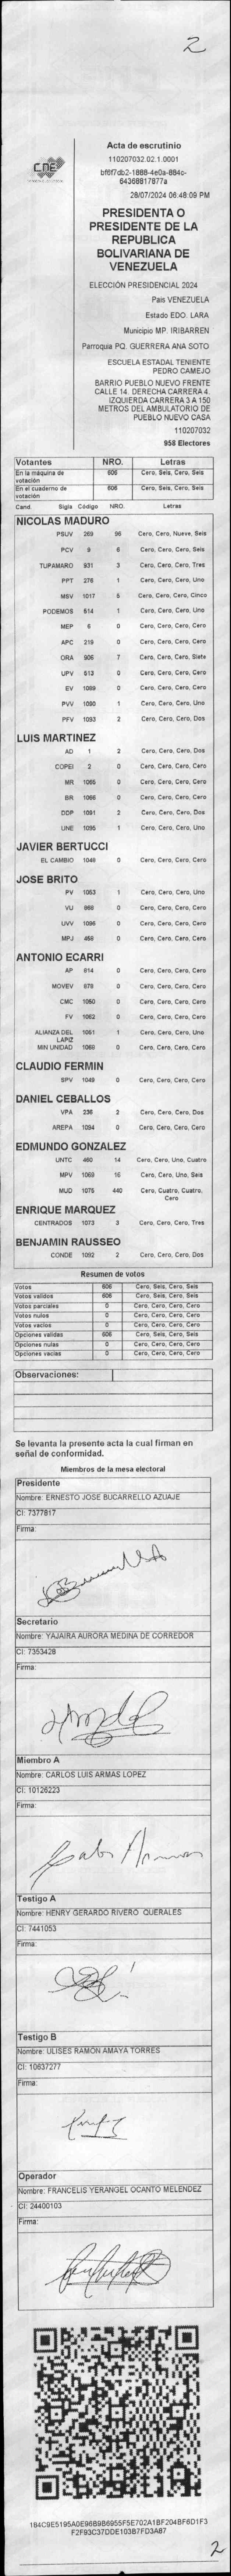 2
CNE
Acta de escrutinio
110207032.02.1.0001
bf6f7db2-1888-4e0a-884c-
64368817877a
28/07/2024 06:48:09 PM
PRESIDENTA O
PRESIDENTE DE LA
REPUBLICA
BOLIVARIANA DE
VENEZUELA
ELECCIÓN PRESIDENCIAL 2024
País VENEZUELA
Estado EDO. LARA
Municipio MP. IRIBARREN
Parroquia PQ. GUERRERA ANA SOTO
ESCUELA ESTADAL TENIENTE
PEDRO CAMEJO
BARRIO PUEBLO NUEVO FRENTE
CALLE 14. DERECHA CARRERA 4.
IZQUIERDA CARRERA 3 A 150
METROS DEL AMBULATORIO DE
PUEBLO NUEVO CASA
110207032
958 Electores
Votantes NRO. Letras
En la máquina de votación 606 Cero, Seis, Cero, Seis
En el cuaderno de votación 606 Cero, Seis, Cero, Seis
Cand. Sigla Código NRO. Letras
NICOLAS MADURO
PSUV 269 96 Cero, Cero, Nueve, Seis
PCV 9 6 Cero, Cero, Cero, Seis
TUPAMARO 931 3 Cero, Cero, Cero, Tres
PPT 276 1 Cero, Cero, Cero, Uno
MSV 1017 5 Cero, Cero, Cero, Cinco
PODEMOS 514 1 Cero, Cero, Cero, Uno
MEP 6 0 Cero, Cero, Cero, Cero
APC 219 0 Cero, Cero, Cero, Cero
ORA 906 7 Cero, Cero, Cero, Siete
UPV 513 0 Cero, Cero, Cero, Cero
EV 1089 0 Cero, Cero, Cero, Cero
PVV 1090 1 Cero, Cero, Cero, Uno
PFV 1093 2 Cero, Cero, Cero, Dos
LUIS MARTINEZ
AD 1 2 Cero, Cero, Cero, Dos
COPEI 2 0 Cero, Cero, Cero, Cero
MR 1065 0 Cero, Cero, Cero, Cero
BR 1066 0 Cero, Cero, Cero, Cero
DDP 1091 2 Cero, Cero, Cero, Dos
UNE 1095 1 Cero, Cero, Cero, Uno
JAVIER BERTUCCI
EL CAMBIO 1048 0 Cero, Cero, Cero, Cero
JOSE BRITO
PV 1053 1 Cero, Cero, Cero, Uno
VU 868 0 Cero, Cero, Cero, Cero
UVV 1096 0 Cero, Cero, Cero, Cero
MPJ 458 0 Cero, Cero, Cero, Cero
ANTONIO ECARRI
AP 814 0 Cero, Cero, Cero, Cero
MOVEV 679 0 Cero, Cero, Cero, Cero
CMC 1050 0 Cero, Cero, Cero, Cero
FV 1062 0 Cero, Cero, Cero, Cero
ALIANZA DEL LAPIZ 1051 1 Cero, Cero, Cero, Uno
MIN UNIDAD 1068 0 Cero, Cero, Cero, Cero
CLAUDIO FERMIN
SPV 1049 0 Cero, Cero, Cero, Cero
DANIEL CEBALLOS
VPA 236 2 Cero, Cero, Cero, Dos
AREPA 1094 0 Cero, Cero, Cero, Cero
EDMUNDO GONZALEZ
UNTC 460 14 Cero, Cero, Uno, Cuatro
MPV 1069 16 Cero, Cero, Uno, Seis
MUD 1075 440 Cero, Cuatro, Cuatro, Cero
ENRIQUE MARQUEZ
CENTRADOS 1073 3 Cero, Cero, Cero, Tres
BENJAMIN RAUSSEO
CONDE 1092 2 Cero, Cero, Cero, Dos
Resumen de votos
Votos 606 Cero, Seis, Cero, Seis
Votos validos 606 Cero, Seis, Cero, Seis
Votos parciales 0 Cero, Cero, Cero, Cero
Votos nulos 0 Cero, Cero, Cero, Cero
Votos vacios 0 Cero, Cero, Cero, Cero
Opciones validas 606 Cero, Seis, Cero, Seis
Opciones nulas 0 Cero, Cero, Cero, Cero
Opciones vacias 0 Cero, Cero, Cero, Cero
Observaciones:
Se levanta la presente acta la cual firman en
señal de conformidad.
Miembros de la mesa electoral
Presidente
Nombre: ERNESTO JOSE BUCARRELLO AZUAJE
CI: 7377817
Firma:
Secretario
Nombre: YAJAIRA AURORA MEDINA DE CORREDOR
CI: 7353428
Firma:
Miembro A
Nombre: CARLOS LUIS ARMAS LOPEZ
CI: 10126223
Firma:
Testigo A
Nombre: HENRY GERARDO RIVERO QUERALES
CI: 7441053
Firma:
Testigo B
Nombre: ULISES RAMON AMAYA TORRES
CI: 10637277
Firma:
Operador
Nombre: FRANCELIS YERANGEL OCANTO MELENDEZ
CI: 24400103
Firma:
184C9E5195A0E96B9B6955F5E702A1BF204BF6D1F3
F2F93C37DDE103B7FD3A87
2